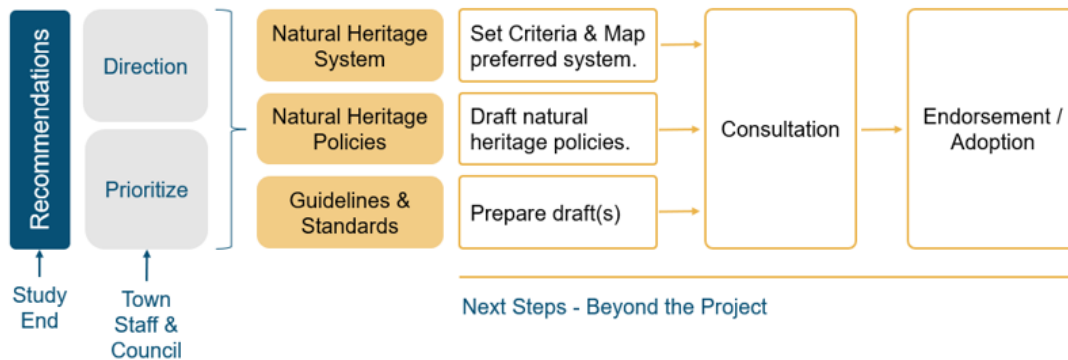 Recommendations
Direction
Prioritize
Natural Heritage
System
Natural Heritage
Policies
Guidelines &
Standards
Set Criteria & Map
preferred system.
Draft natural
heritage policies.
Prepare draft(s)
Consultation
Endorsement /
Adoption
Study
End
Town
Staff &
Council
Next Steps - Beyond the Project